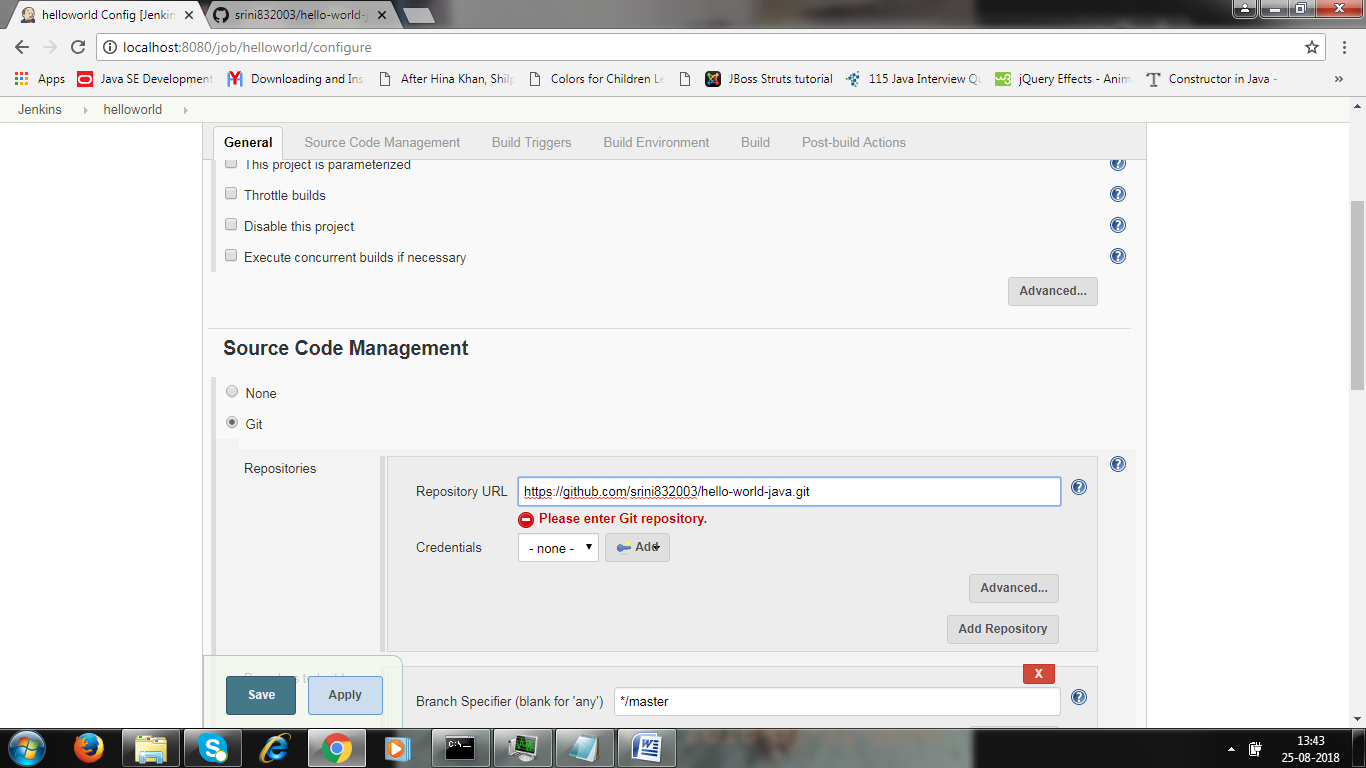 helloworld Config [Jenkin
srini832003/hello-world-j
localhost:8080/job/helloworld/configure
Apps
Java SE Development
Downloading and Ins
After Hina Khan, Shilp
Colors for Children Le
JBoss Struts tutorial
115 Java Interview Qu
jQuery Effects - Anim
Constructor in Java -
Jenkins
helloworld
General
Source Code Management
Build Triggers
Build Environment
Build
Post-build Actions
This project is parameterized
Throttle builds
Disable this project
Execute concurrent builds if necessary
Advanced...
Source Code Management
None
Git
Repositories
Repository URL
https://github.com/srini832003/hello-world-java.git
Please enter Git repository.
Credentials
- none -
Add
Advanced...
Add Repository
X
Save
Apply
Branch Specifier (blank for 'any')
*/master
13:43
25-08-2018